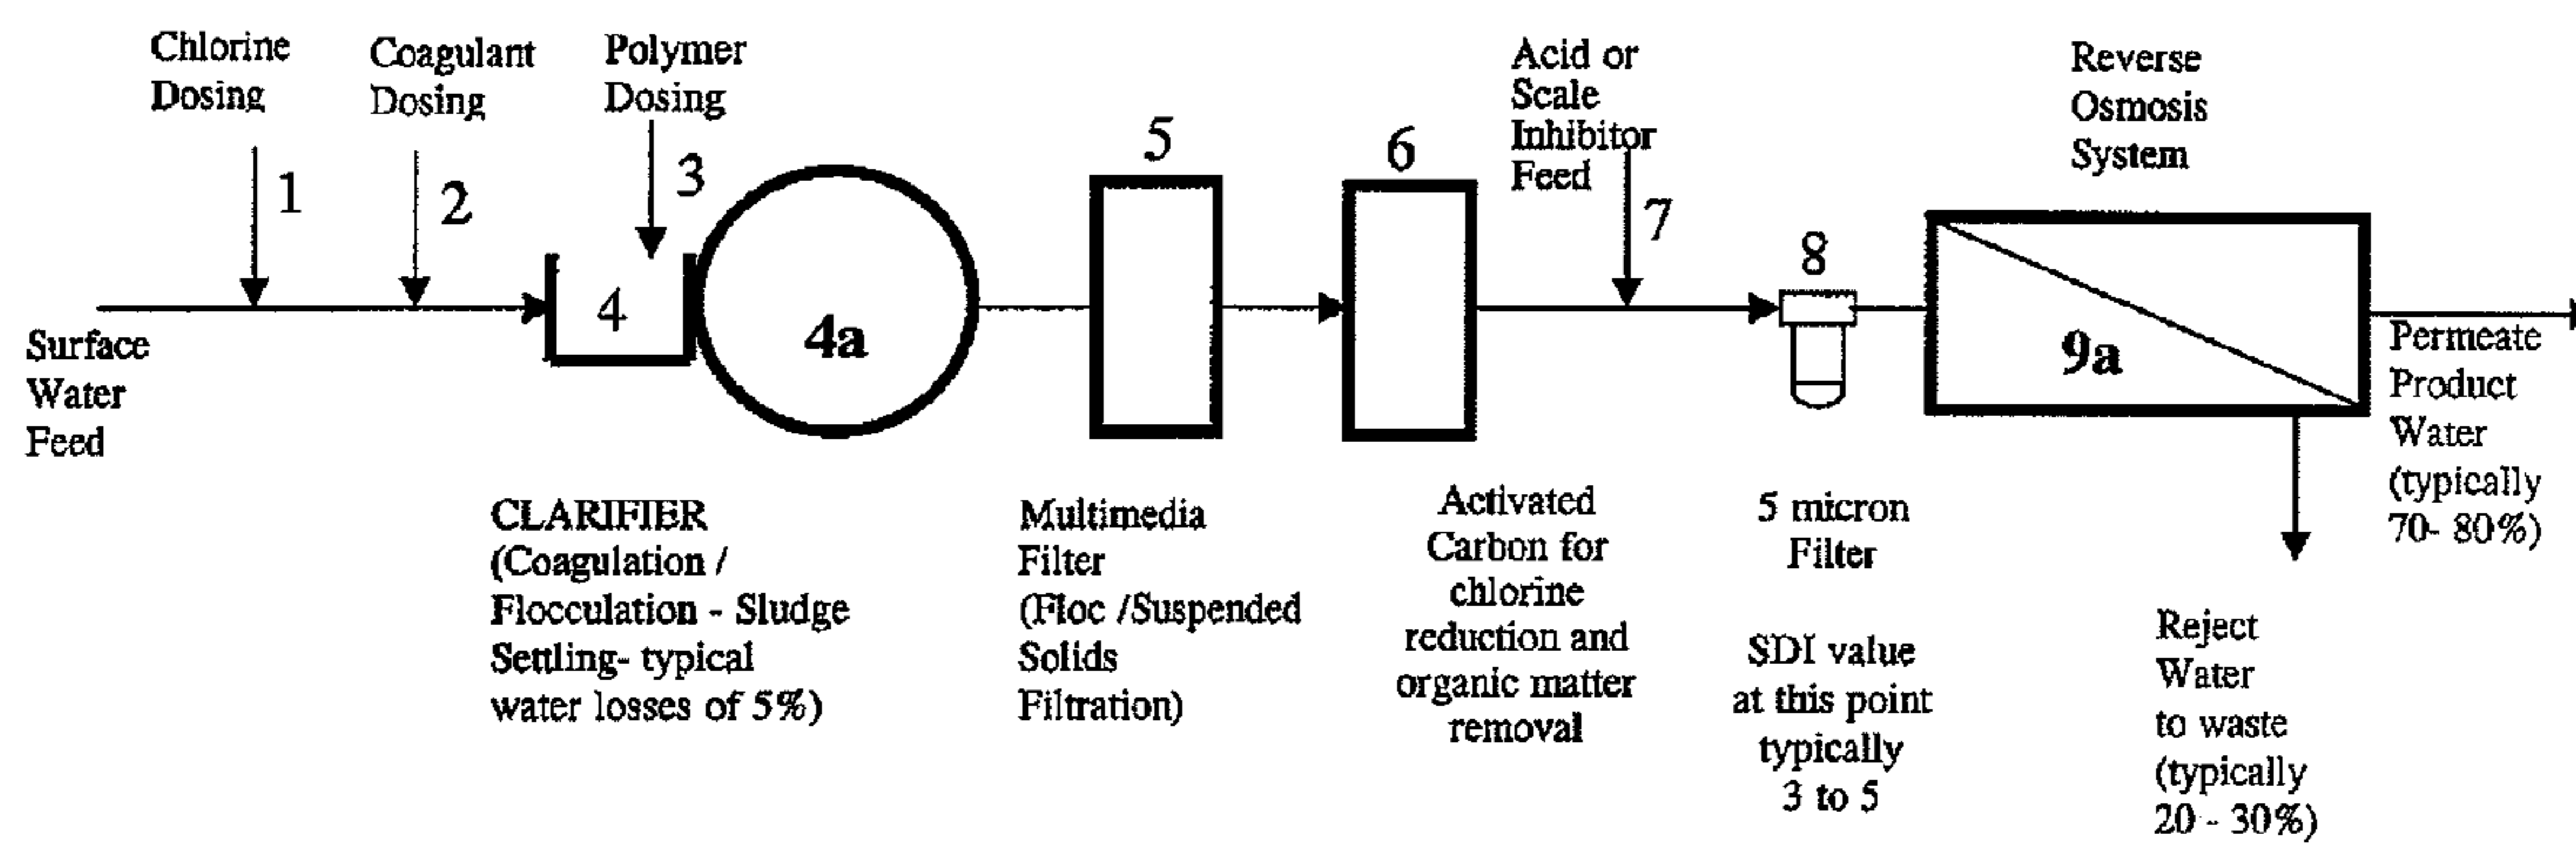 Chlorine
Dosing
Coagulant
Dosing
Polymer
Dosing
Acid or
Scale
Inhibitor
Feed
Reverse
Osmosis
System
1
2
3
4
4a
5
6
7
8
9a
Surface
Water
Feed
Permeate
Product
Water
(typically
70- 80%)
CLARIFIER
(Coagulation /
Flocculation - Sludge
Settling- typical
water losses of 5%)
Multimedia
Filter
(Floc /Suspended
Solids
Filtration)
Activated
Carbon for
chlorine
reduction and
organic matter
removal
5 micron
Filter
SDI value
at this point
typically
3 to 5
Reject
Water
to waste
(typically
20 - 30%)